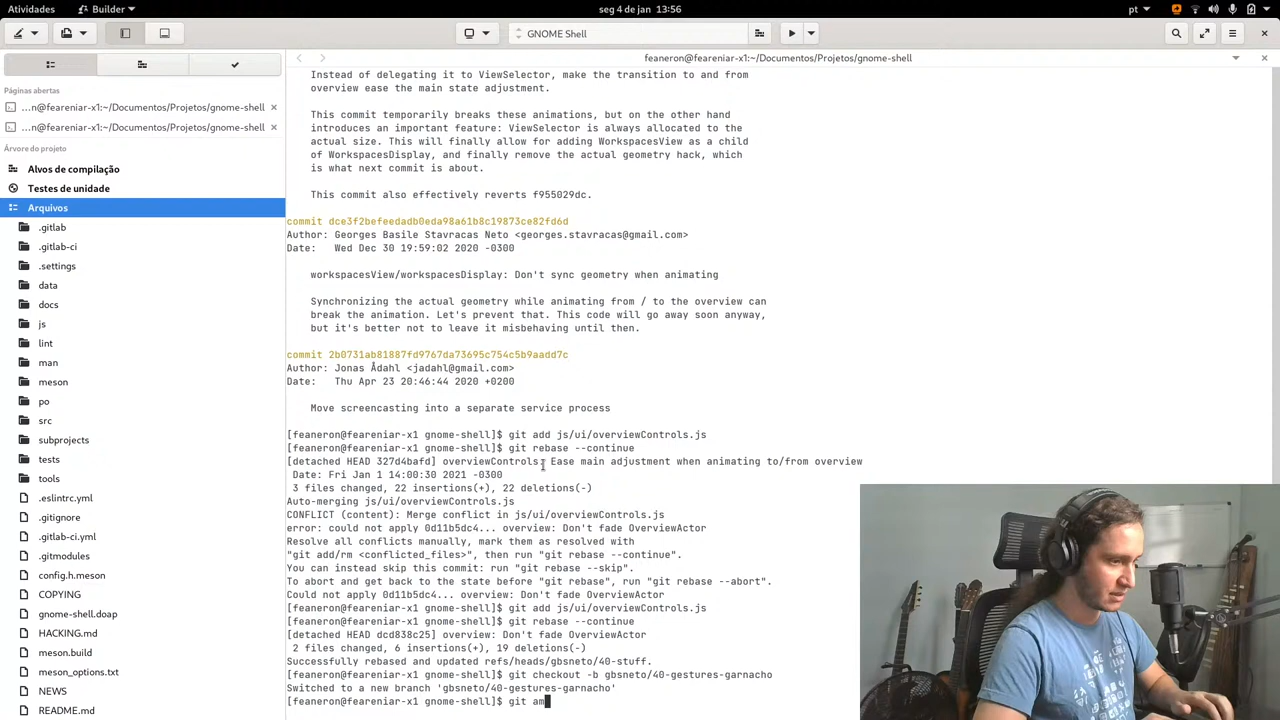 Atividades
Builder
seg 4 de jan 13:56
pt
GNOME Shell
feaneron@feareniar-x1:~/Documentos/Projetos/gnome-shell
Páginas abertas
...n@feareniar-x1:~/Documentos/Projetos/gnome-shell
...n@feareniar-x1:~/Documentos/Projetos/gnome-shell
Árvore do projeto
Alvos de compilação
Testes de unidade
Arquivos
.gitlab
.gitlab-ci
.settings
data
docs
js
lint
man
meson
po
src
subprojects
tests
tools
.eslintrc.yml
.gitignore
.gitlab-ci.yml
.gitmodules
config.h.meson
COPYING
gnome-shell.doap
HACKING.md
meson.build
meson_options.txt
NEWS
README.md
Instead of delegating it to ViewSelector, make the transition to and from
overview ease the main state adjustment.
This commit temporarily breaks these animations, but on the other hand
introduces an important feature: ViewSelector is always allocated to the
actual size. This will finally allow for adding WorkspacesView as a child
of WorkspacesDisplay, and finally remove the actual geometry hack, which
is what next commit is about.
This commit also effectively reverts f955029dc.
commit dce3f2befeedadb0eda98a61b8c19873ce82fd6d
Author: Georges Basile Stavracas Neto <georges.stavracas@gmail.com>
Date:   Wed Dec 30 19:59:02 2020 -0300
workspacesView/workspacesDisplay: Don't sync geometry when animating
Synchronizing the actual geometry while animating from / to the overview can
break the animation. Let's prevent that. This code will go away soon anyway,
but it's better not to leave it misbehaving until then.
commit 2b0731ab81887fd9767da73695c754c5b9aadd7c
Author: Jonas Ådahl <jadahl@gmail.com>
Date:   Thu Apr 23 20:46:44 2020 +0200
Move screencasting into a separate service process
[feaneron@feareniar-x1 gnome-shell]$ git add js/ui/overviewControls.js
[feaneron@feareniar-x1 gnome-shell]$ git rebase --continue
[detached HEAD 327d4bafd] overviewControls: Ease main adjustment when animating to/from overview
Date: Fri Jan 1 14:00:30 2021 -0300
3 files changed, 22 insertions(+), 22 deletions(-)
Auto-merging js/ui/overviewControls.js
CONFLICT (content): Merge conflict in js/ui/overviewControls.js
error: could not apply 0d11b5dc4... overview: Don't fade OverviewActor
Resolve all conflicts manually, mark them as resolved with
"git add/rm <conflicted_files>", then run "git rebase --continue".
You can instead skip this commit: run "git rebase --skip".
To abort and get back to the state before "git rebase", run "git rebase --abort".
Could not apply 0d11b5dc4... overview: Don't fade OverviewActor
[feaneron@feareniar-x1 gnome-shell]$ git add js/ui/overviewControls.js
[feaneron@feareniar-x1 gnome-shell]$ git rebase --continue
[detached HEAD dcd838c25] overview: Don't fade OverviewActor
2 files changed, 6 insertions(+), 19 deletions(-)
Successfully rebased and updated refs/heads/gbsneto/40-stuff.
[feaneron@feareniar-x1 gnome-shell]$ git checkout -b gbsneto/40-gestures-garnacho
Switched to a new branch 'gbsneto/40-gestures-garnacho'
[feaneron@feareniar-x1 gnome-shell]$ git am